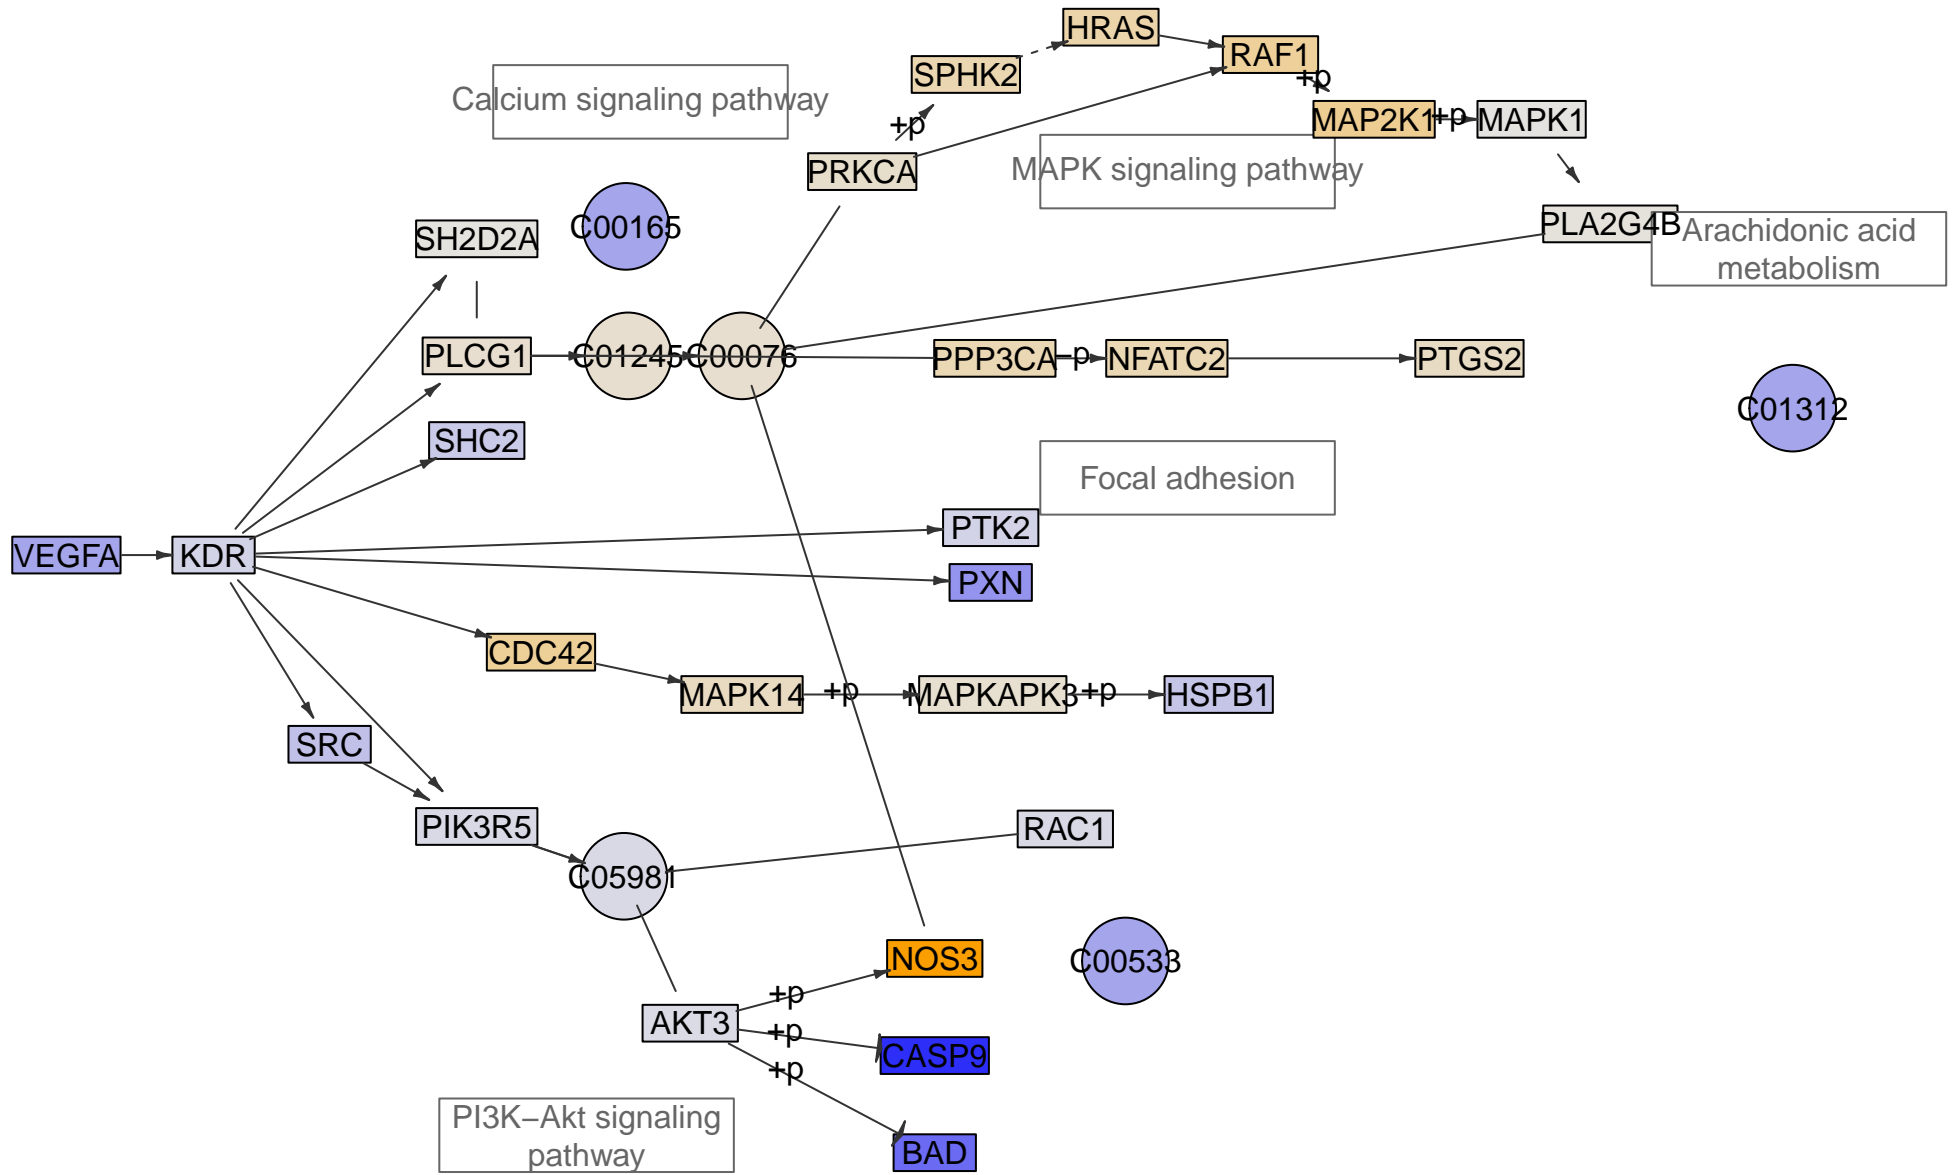 HRAS
RAF1
SPHK2
+p
Calcium signaling pathway
+p
MAP2K1
+p
MAPK1
PRKCA
MAPK signaling pathway
SH2D2A
C00165
PLA2G4B
Arachidonic acid
metabolism
PLCG1
C01245
C00076
PPP3CA
−p
NFATC2
PTGS2
C01312
SHC2
Focal adhesion
PTK2
VEGFA
KDR
PXN
CDC42
MAPK14
+p
MAPKAPK3
+p
HSPB1
SRC
PIK3R5
RAC1
C05981
NOS3
C00533
+p
AKT3
+p
CASP9
+p
PI3K−Akt signaling
pathway
BAD